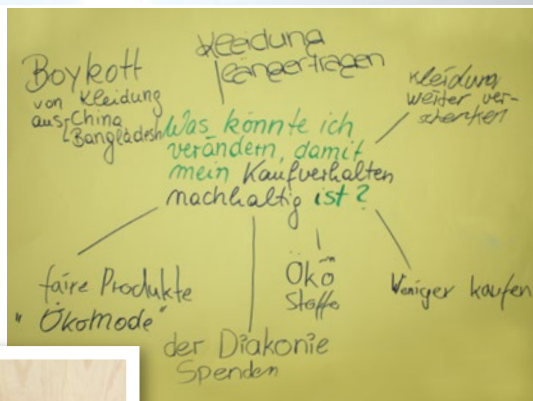 Boykott
von Kleidung
aus China
Bangladesh
Kleidung
länger tragen
Kleidung
weiter ver-
schenken
Was könnte ich
verändern, damit
mein Kaufverhalten
nachhaltig ist?
faire Produkte
"Ökomode"
der Diakonie
Spenden
Öko
Stoffe
Weniger kaufen